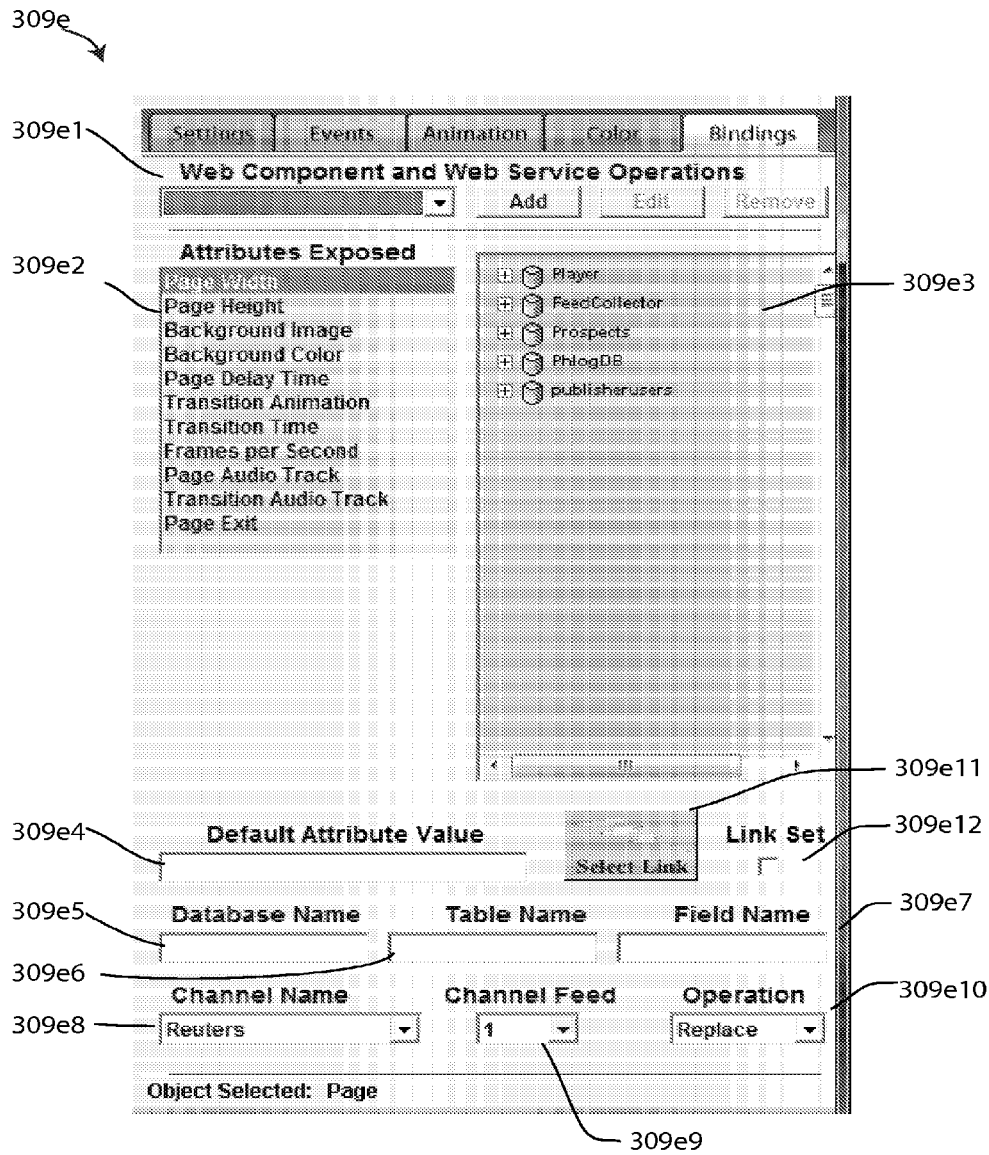 309e
309e1
Settings Events Animation Color Bindings
Web Component and Web Service Operations
Add Edit Remove
309e2
Attributes Exposed
Page Width
Page Height
Background Image
Background Color
Page Delay Time
Transition Animation
Transition Time
Frames per Second
Page Audio Track
Transition Audio Track
Page Exit
Player
FeedCollector
Prospects
PhlogDB
publisherusers
309e3
309e11
309e4
Default Attribute Value
Select Link
Link Set
309e12
309e5
Database Name Table Name Field Name
309e7
309e6
Channel Name Channel Feed Operation
309e10
309e8
Reuters 1 Replace
Object Selected: Page
309e9